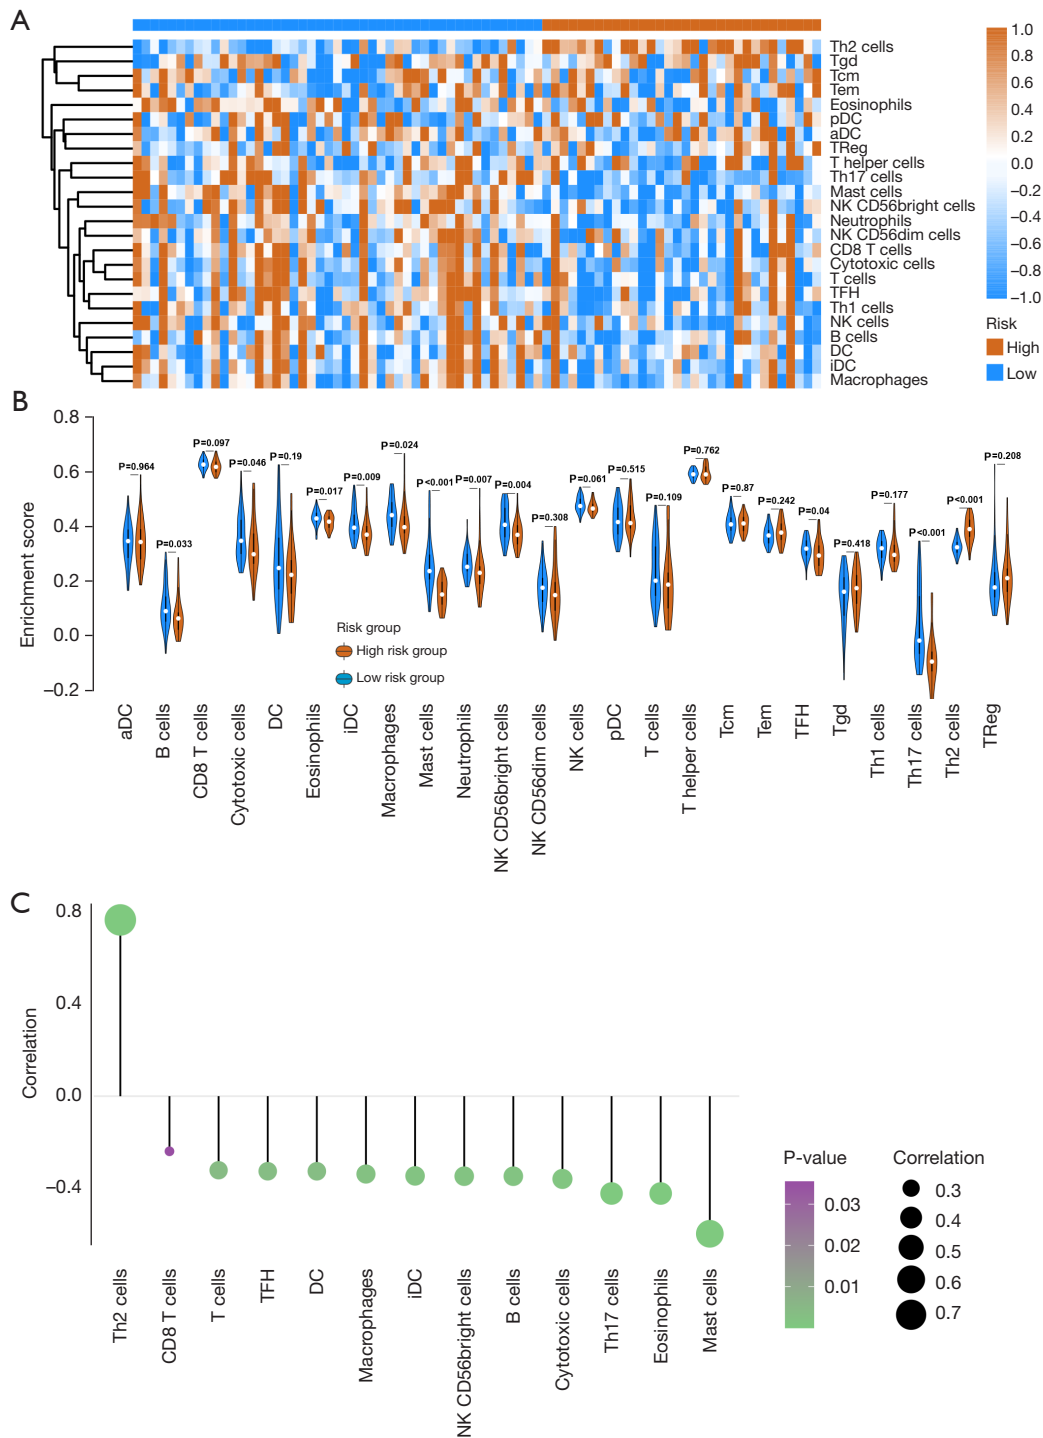 A
Th2 cells
Tgd
Tcm
Tem
Eosinophils
pDC
aDC
TReg
T helper cells
Th17 cells
Mast cells
NK CD56bright cells
Neutrophils
NK CD56dim cells
CD8 T cells
Cytotoxic cells
T cells
TFH
Th1 cells
NK cells
B cells
DC
iDC
Macrophages
1.0
0.8
0.6
0.4
0.2
0.0
−0.2
−0.4
−0.6
−0.8
−1.0
Risk
High
Low
B
Enrichment score
0.8
0.6
0.4
0.2
0.0
−0.2
P=0.964
P=0.033
P=0.097
P=0.046
P=0.19
P=0.017
P=0.009
P=0.024
P<0.001
P=0.007
P=0.004
P=0.308
P=0.061
P=0.515
P=0.109
P=0.762
P=0.87
P=0.242
P=0.04
P=0.418
P=0.177
P<0.001
P<0.001
P=0.208
Risk group
High risk group
Low risk group
aDC
B cells
CD8 T cells
Cytotoxic cells
DC
Eosinophils
iDC
Macrophages
Mast cells
Neutrophils
NK CD56bright cells
NK CD56dim cells
NK cells
pDC
T cells
T helper cells
Tcm
Tem
TFH
Tgd
Th1 cells
Th17 cells
Th2 cells
TReg
C
Correlation
0.8
0.4
0.0
−0.4
Th2 cells
CD8 T cells
T cells
TFH
DC
Macrophages
iDC
NK CD56bright cells
B cells
Cytotoxic cells
Th17 cells
Eosinophils
Mast cells
P-value
0.03
0.02
0.01
Correlation
0.3
0.4
0.5
0.6
0.7